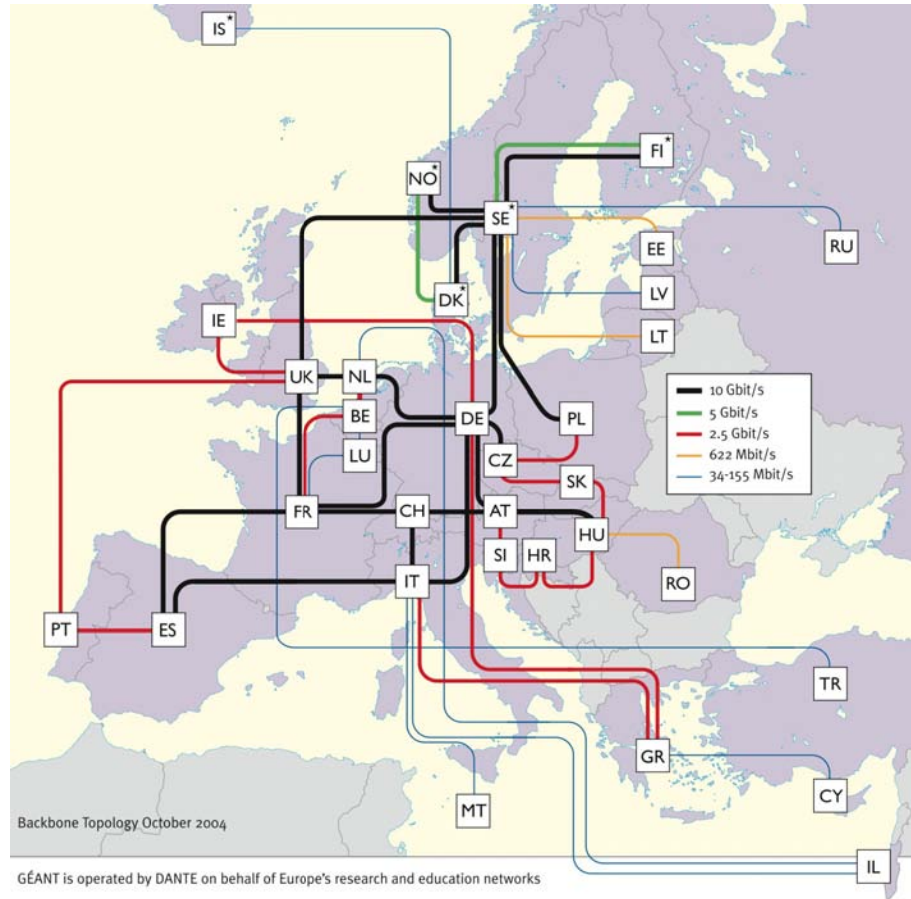 IS*
FI*
NO*
SE*
RU
EE
DK*
LV
IE
LT
UK
NL
10 Gbit/s
5 Gbit/s
2.5 Gbit/s
622 Mbit/s
34-155 Mbit/s
BE
DE
PL
LU
CZ
SK
FR
CH
AT
HU
SI
HR
IT
RO
PT
ES
TR
GR
MT
CY
Backbone Topology October 2004
IL
GÉANT is operated by DANTE on behalf of Europe's research and education networks